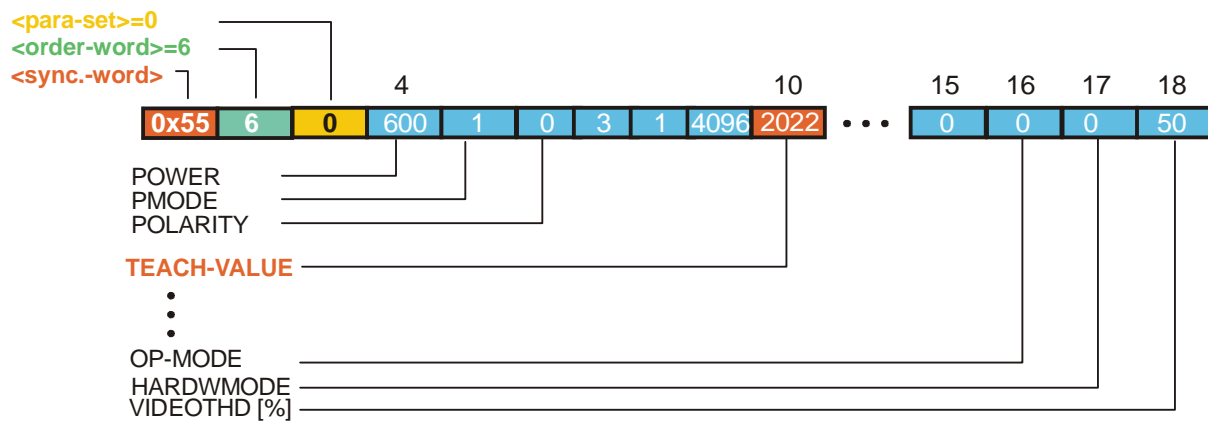 <para-set>=0
<order-word>=6
<sync.-word>
4 10 15 16 17 18
0x55 6 0 600 1 0 3 1 4096 2022 • • • 0 0 0 50
POWER
PMODE
POLARITY
TEACH-VALUE
OP-MODE
HARDWMODE
VIDEOTHD [%]